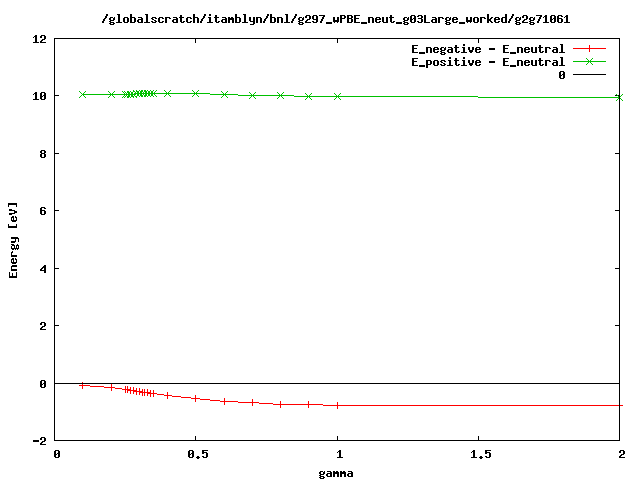 /globalscratch/itamblyn/bnl/g297_wPBE_neut_g03Large_worked/g2g71061
E_negative - E_neutral
E_positive - E_neutral
0
12
10
8
6
4
2
0
-2
Energy [eV]
0 0.5 1 1.5 2
gamma